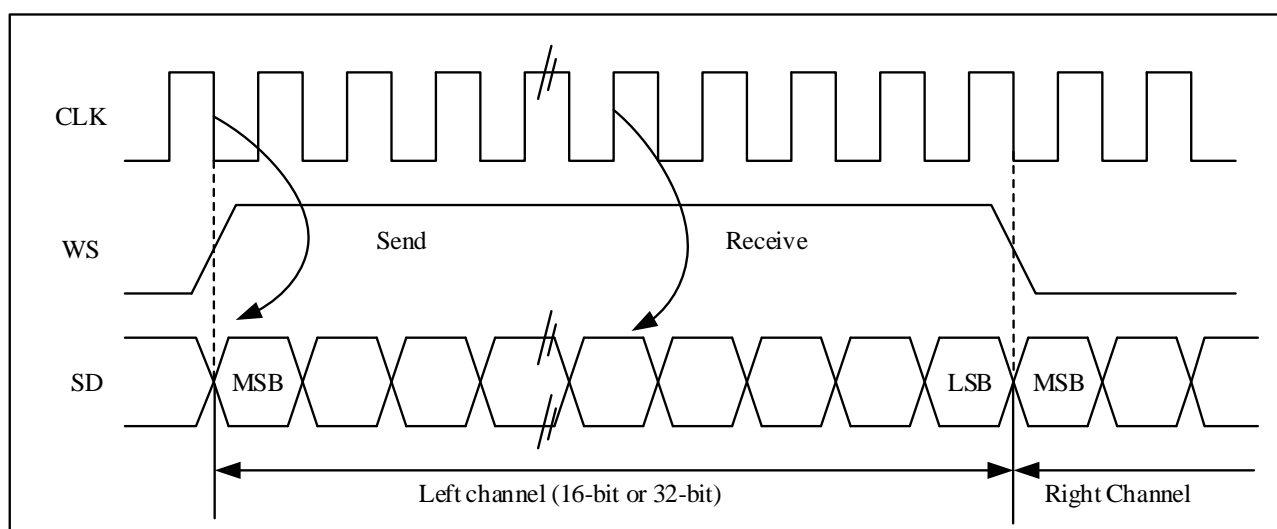 CLK
WS
Send
Receive
SD
MSB
LSB
MSB
Left channel (16-bit or 32-bit)
Right Channel